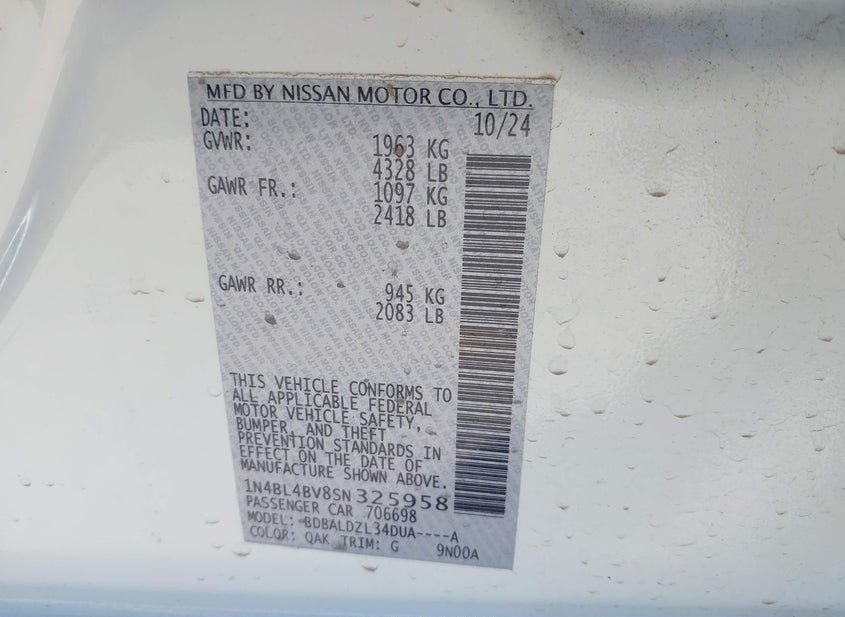 MFD BY NISSAN MOTOR CO., LTD.
DATE: 10/24
GVWR: 1963 KG
4328 LB
GAWR FR.: 1097 KG
2418 LB
GAWR RR.: 945 KG
2083 LB
THIS VEHICLE CONFORMS TO
ALL APPLICABLE FEDERAL
MOTOR VEHICLE SAFETY,
BUMPER, AND THEFT
PREVENTION STANDARDS IN
EFFECT ON THE DATE OF
MANUFACTURE SHOWN ABOVE.
1N4BL4BV8SN325958
PASSENGER CAR 706698
MODEL: BDBALDZL34DUA----A
COLOR: QAK TRIM: G 9N00A